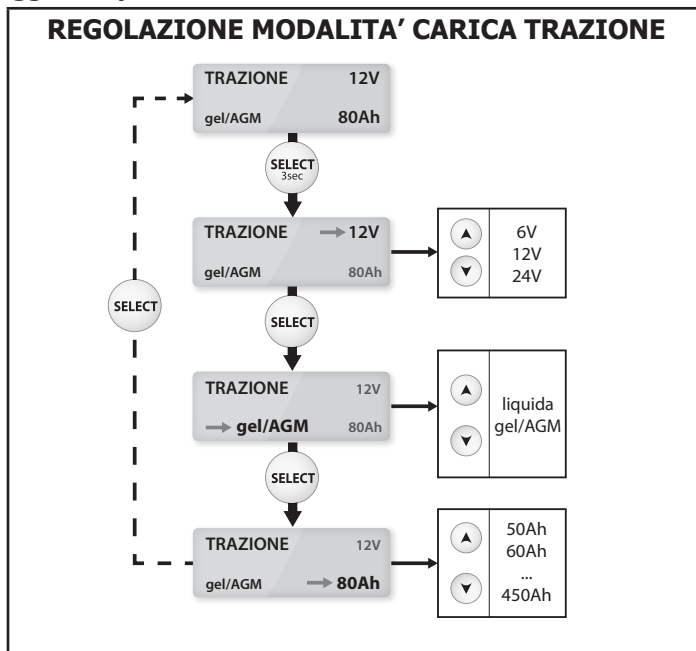 REGOLAZIONE MODALITA’ CARICA TRAZIONE
TRAZIONE 12V
gel/AGM 80Ah
SELECT
3sec
TRAZIONE 12V
gel/AGM 80Ah
6V
12V
24V
SELECT
SELECT
TRAZIONE 12V
gel/AGM 80Ah
liquida
gel/AGM
SELECT
TRAZIONE 12V
gel/AGM 80Ah
50Ah
60Ah
...
450Ah